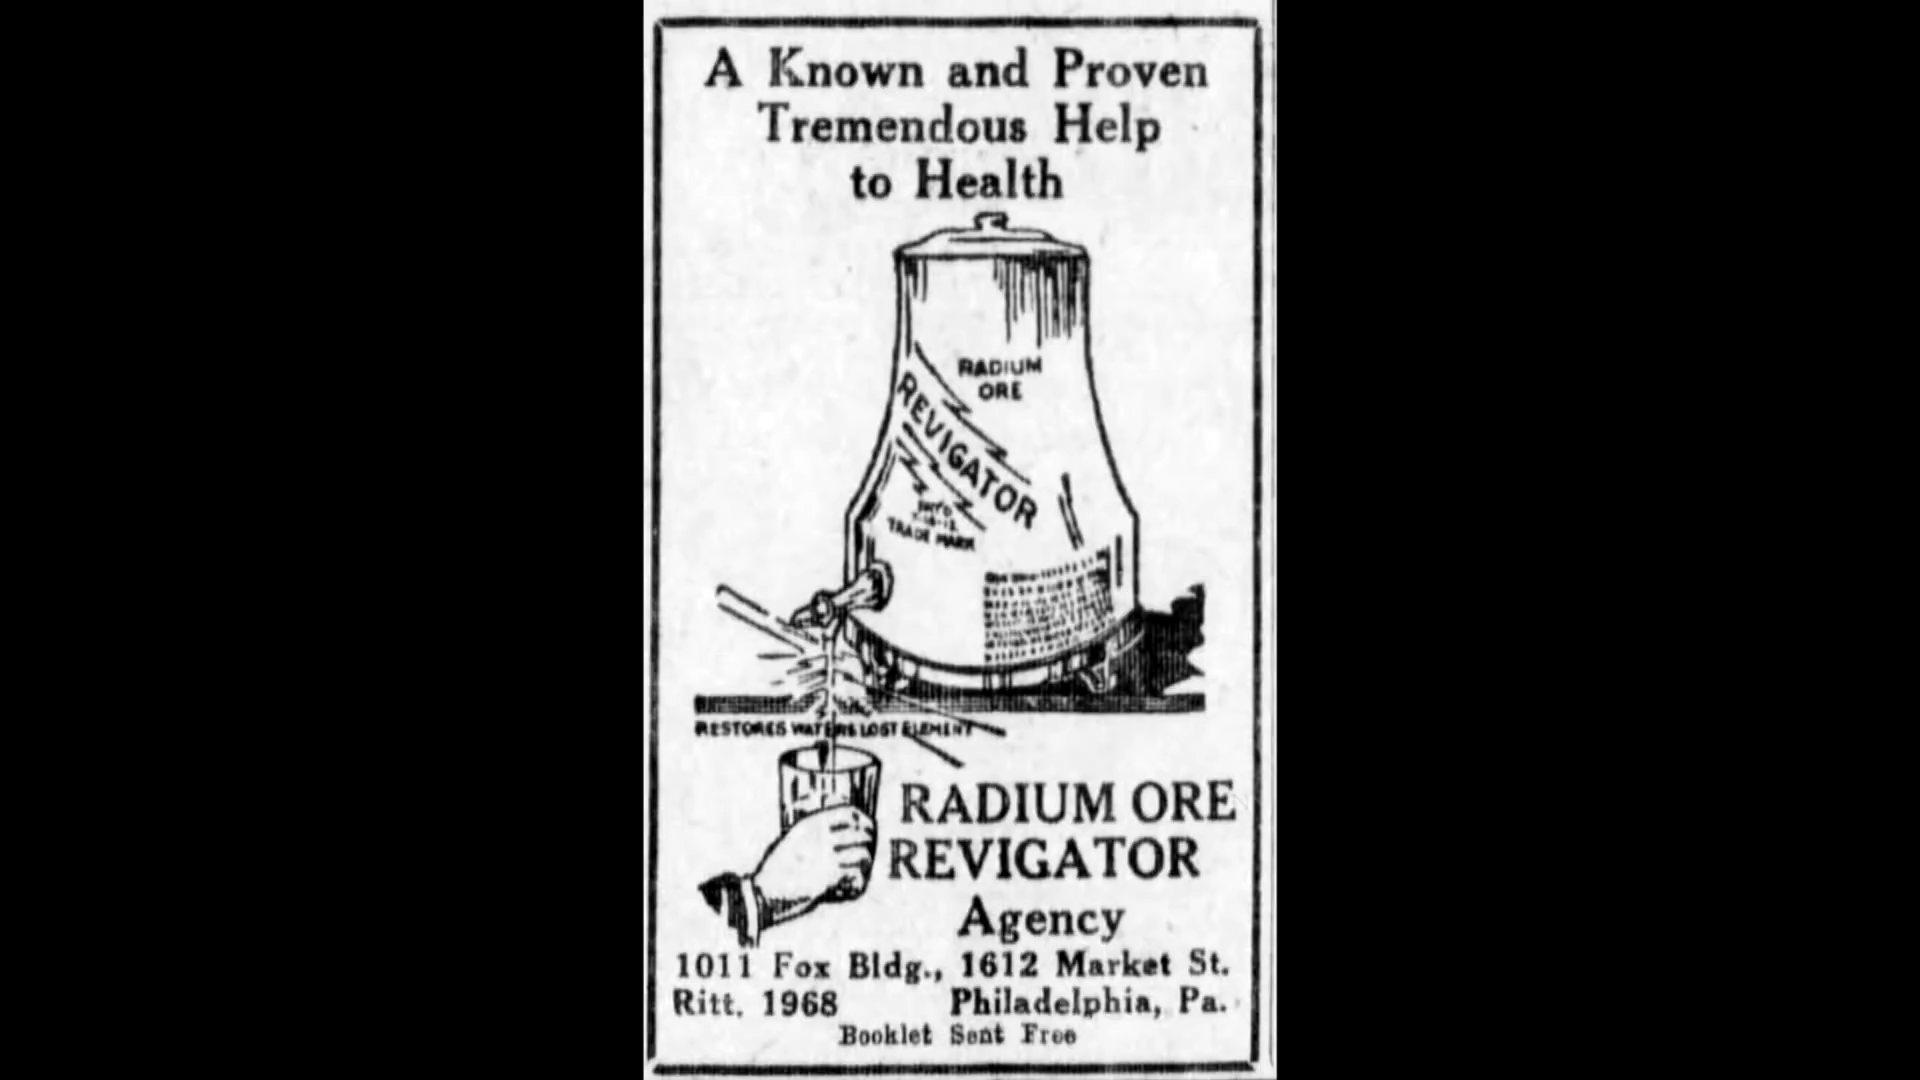 A Known and Proven
Tremendous Help
to Health
RADIUM
ORE
REVIGATOR
TRADE MARK
RESTORES WATERS LOST ELEMENT
RADIUM ORE
REVIGATOR
Agency
1011 Fox Bldg., 1612 Market St.
Ritt. 1968 Philadelphia, Pa.
Booklet Sent Free